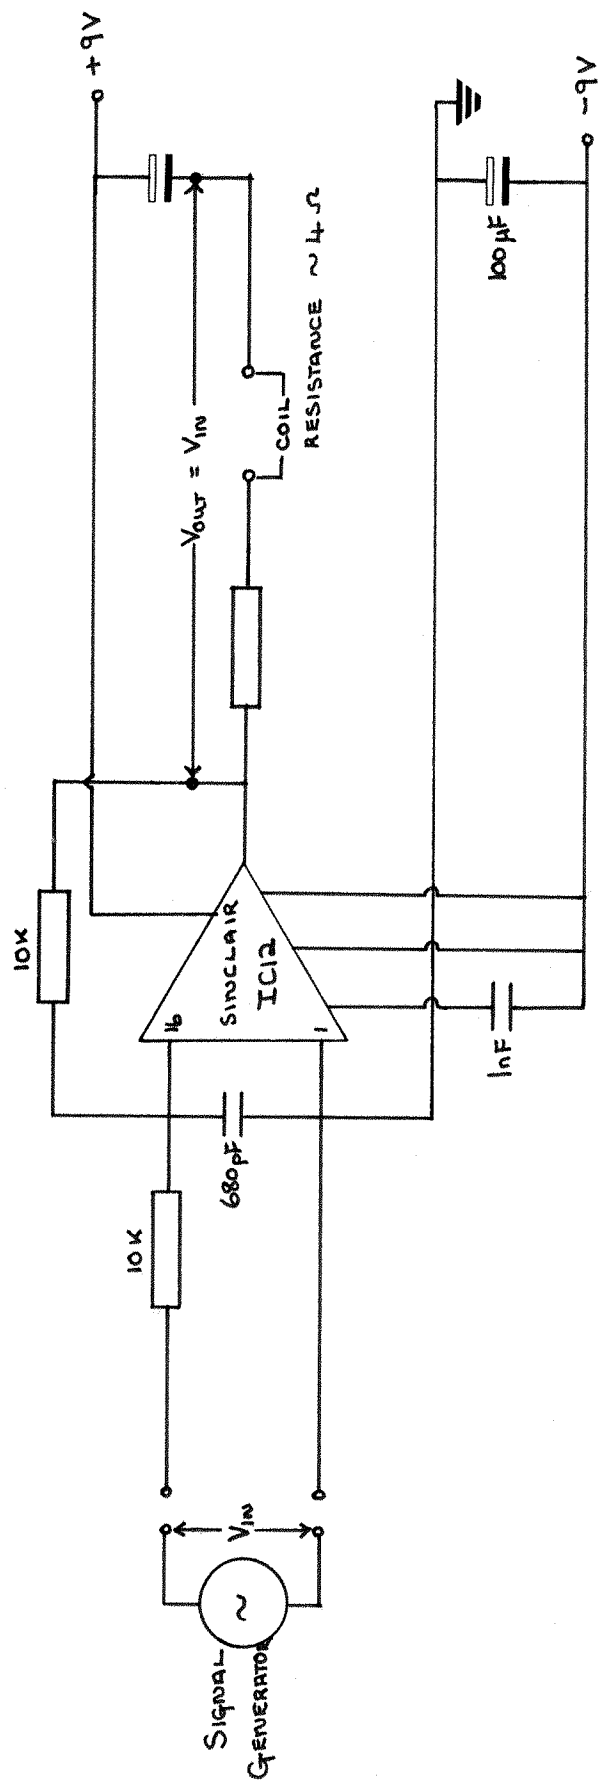 +9V
10K
VOUT = VIN
COIL
RESISTANCE ~4Ω
16
SINCLAIR
IC12
1
10K
680pF
1nF
100μF
-9V
VIN
~
SIGNAL
GENERATOR